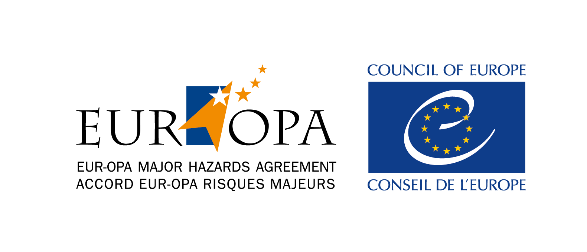 EUR OPA
EUR-OPA MAJOR HAZARDS AGREEMENT
ACCORD EUR-OPA RISQUES MAJEURS
COUNCIL OF EUROPE
CONSEIL DE L'EUROPE